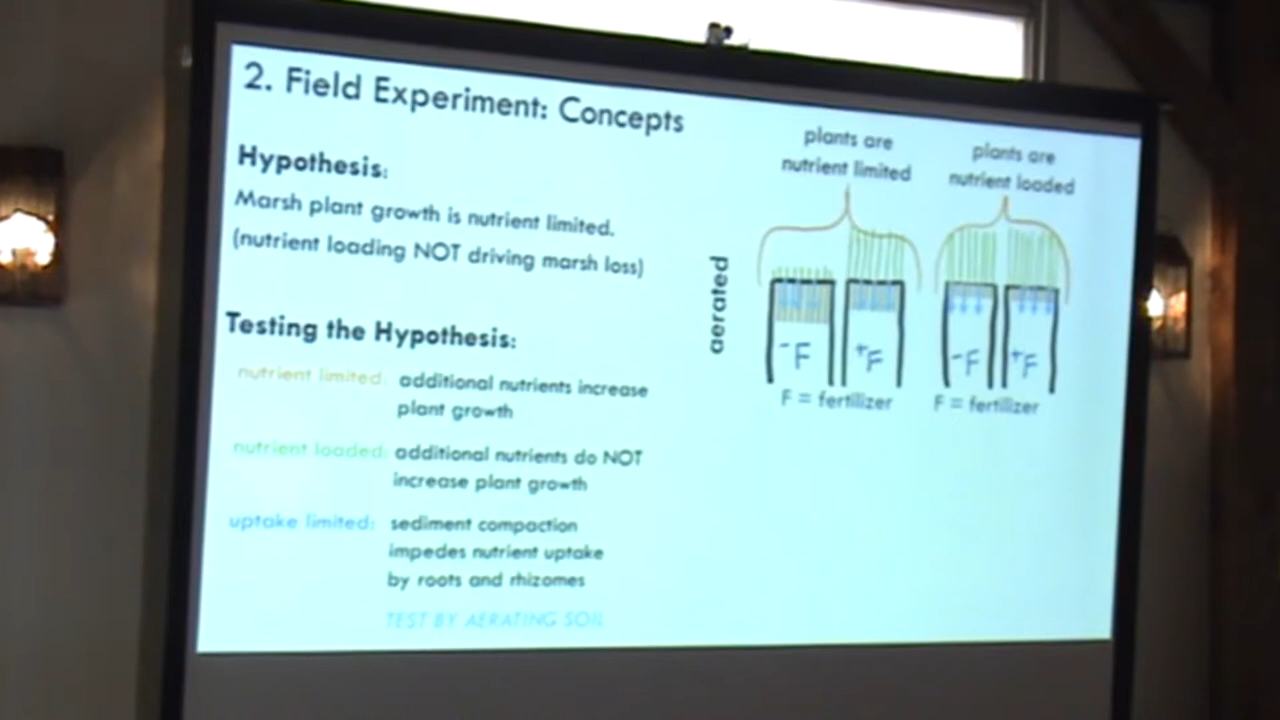 2. Field Experiment: Concepts
Hypothesis:
Marsh plant growth is nutrient limited.
(nutrient loading NOT driving marsh loss)
Testing the Hypothesis:
nutrient limited: additional nutrients increase
plant growth
nutrient loaded: additional nutrients do NOT
increase plant growth
uptake limited: sediment compaction
impedes nutrient uptake
by roots and rhizomes
TEST BY AERATING SOIL
plants are
nutrient limited
plants are
nutrient loaded
aerated
-F
+F
-F
+F
F = fertilizer
F = fertilizer